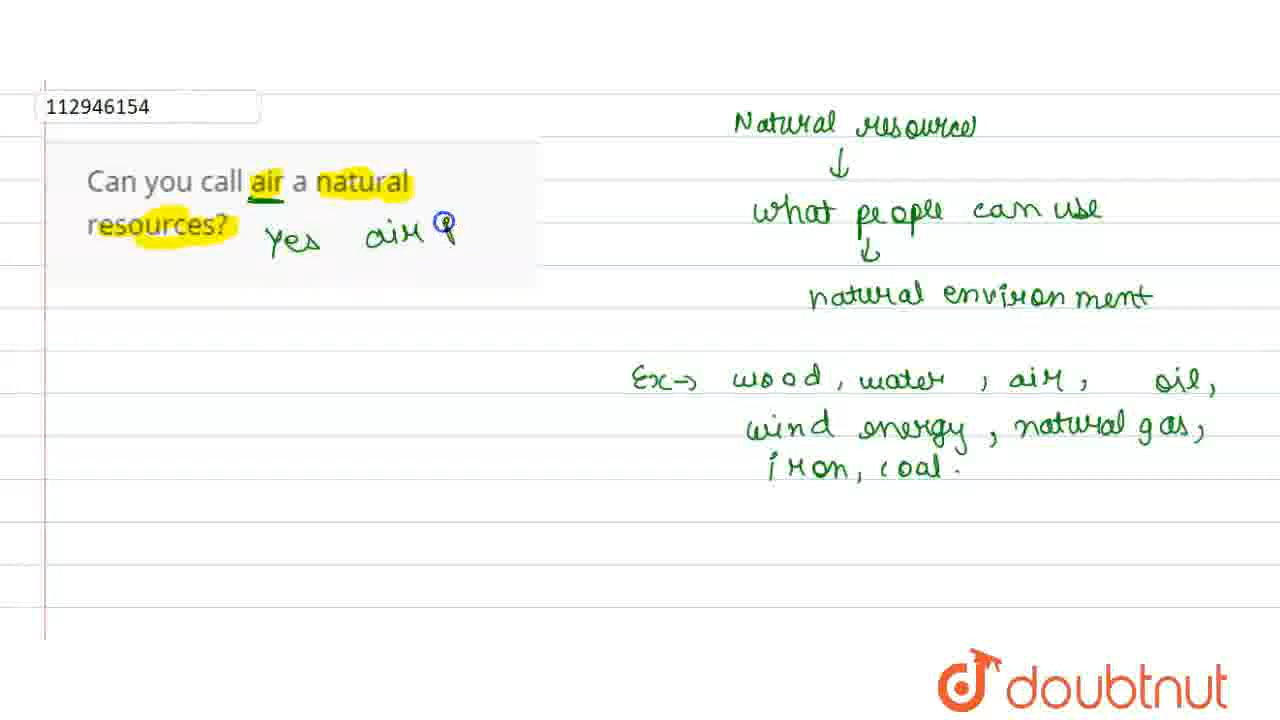 112946154
Can you call air a natural
resources?
Yes air
Natural resources
↓
What people can use
↓
natural environment
Ex→ wood, water, air, oil,
wind energy, natural gas,
iron, coal.
doubtnut